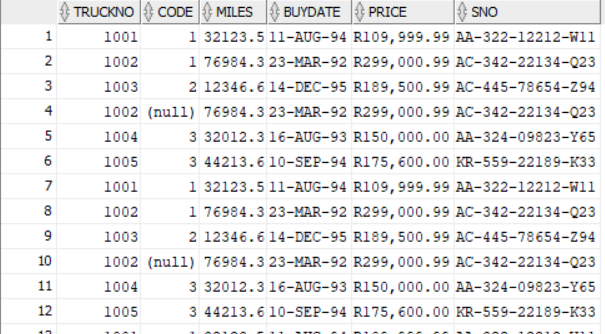 TRUCKNO CODE MILES BUYDATE PRICE SNO
1 1001 1 32123.5 11-AUG-94 R109,999.99 AA-322-12212-W11
2 1002 1 76984.3 23-MAR-92 R299,000.99 AC-342-22134-Q23
3 1003 2 12346.6 14-DEC-95 R189,500.99 AC-445-78654-Z94
4 1002 (null) 76984.3 23-MAR-92 R299,000.99 AC-342-22134-Q23
5 1004 3 32012.3 16-AUG-93 R150,000.00 AA-324-09823-Y65
6 1005 3 44213.6 10-SEP-94 R175,600.00 KR-559-22189-K33
7 1001 1 32123.5 11-AUG-94 R109,999.99 AA-322-12212-W11
8 1002 1 76984.3 23-MAR-92 R299,000.99 AC-342-22134-Q23
9 1003 2 12346.6 14-DEC-95 R189,500.99 AC-445-78654-Z94
10 1002 (null) 76984.3 23-MAR-92 R299,000.99 AC-342-22134-Q23
11 1004 3 32012.3 16-AUG-93 R150,000.00 AA-324-09823-Y65
12 1005 3 44213.6 10-SEP-94 R175,600.00 KR-559-22189-K33